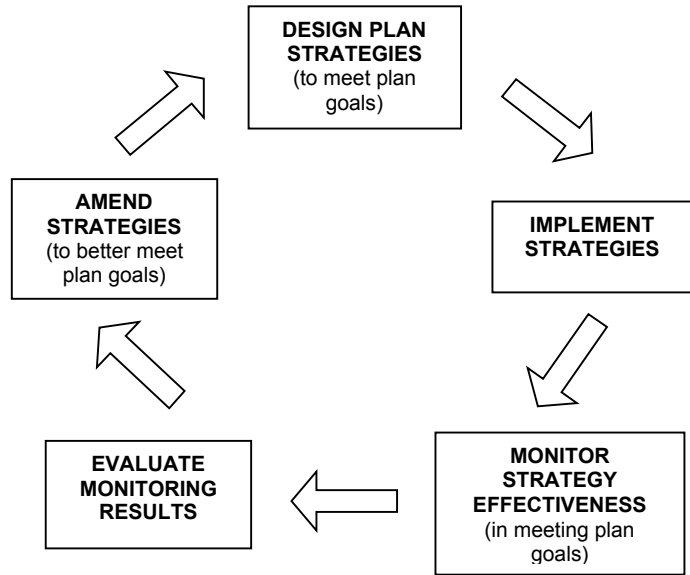 DESIGN PLAN
STRATEGIES
(to meet plan
goals)
AMEND
STRATEGIES
(to better meet
plan goals)
IMPLEMENT
STRATEGIES
EVALUATE
MONITORING
RESULTS
MONITOR
STRATEGY
EFFECTIVENESS
(in meeting plan
goals)